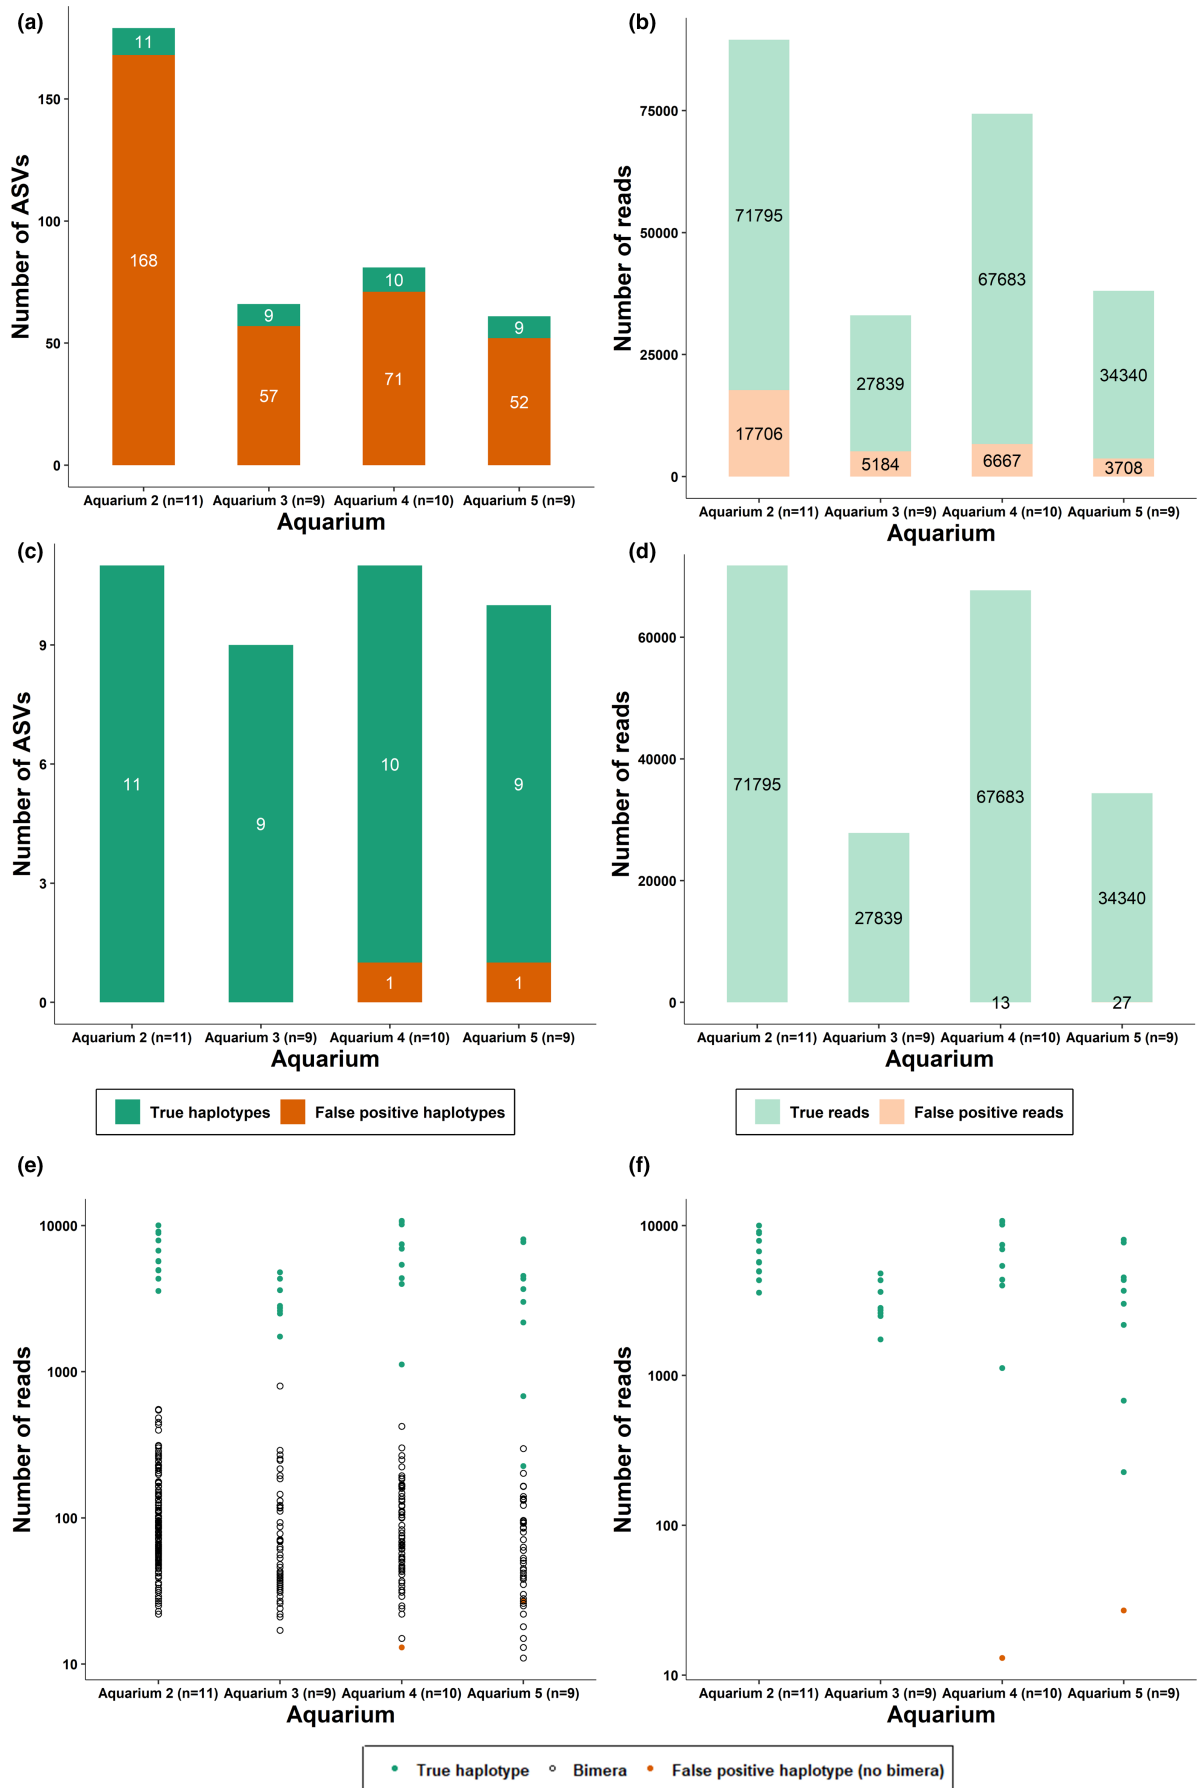 (a)
Number of ASVs
150
100
50
0
11
168
9
57
10
71
9
52
Aquarium 2 (n=11) Aquarium 3 (n=9) Aquarium 4 (n=10) Aquarium 5 (n=9)
Aquarium
(b)
Number of reads
75000
50000
25000
0
71795
17706
27839
5184
67683
6667
34340
3708
Aquarium 2 (n=11) Aquarium 3 (n=9) Aquarium 4 (n=10) Aquarium 5 (n=9)
Aquarium
(c)
Number of ASVs
9
6
3
0
11
9
10
1
9
1
Aquarium 2 (n=11) Aquarium 3 (n=9) Aquarium 4 (n=10) Aquarium 5 (n=9)
Aquarium
(d)
Number of reads
60000
40000
20000
0
71795
27839
67683
13
34340
27
Aquarium 2 (n=11) Aquarium 3 (n=9) Aquarium 4 (n=10) Aquarium 5 (n=9)
Aquarium
True haplotypes False positive haplotypes
True reads False positive reads
(e)
Number of reads
10000
1000
100
10
Aquarium 2 (n=11) Aquarium 3 (n=9) Aquarium 4 (n=10) Aquarium 5 (n=9)
Aquarium
(f)
Number of reads
10000
1000
100
10
Aquarium 2 (n=11) Aquarium 3 (n=9) Aquarium 4 (n=10) Aquarium 5 (n=9)
Aquarium
True haplotype Bimera False positive haplotype (no bimera)